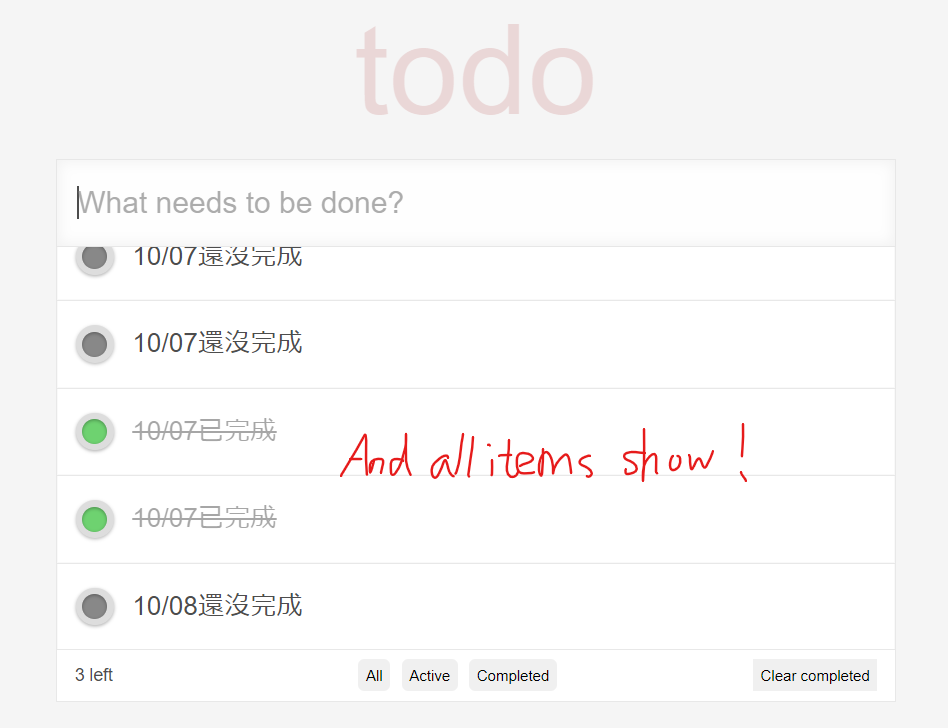 todo
What needs to be done?
10/07還沒完成
10/07還沒完成
10/07已完成
And all items show!
10/07已完成
10/08還沒完成
3 left
All
Active
Completed
Clear completed